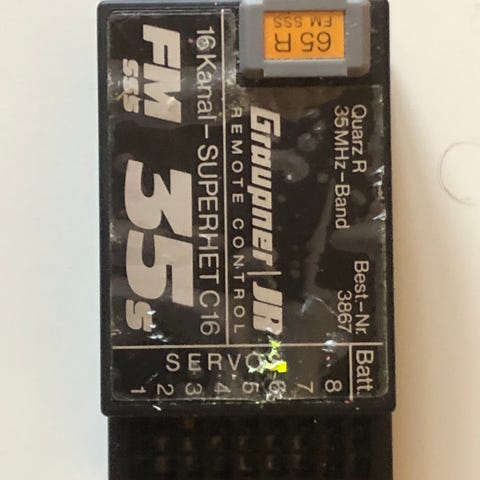 65 R
FM SSS
Quarz R
35MHz-Band
Best.-Nr.
3867
Graupner|JR
REMOTE CONTROL
16 Kanal-SUPERHET C16
FM 35s
SSS
Batt
SERVO
8
7
6
5
4
3
2
1